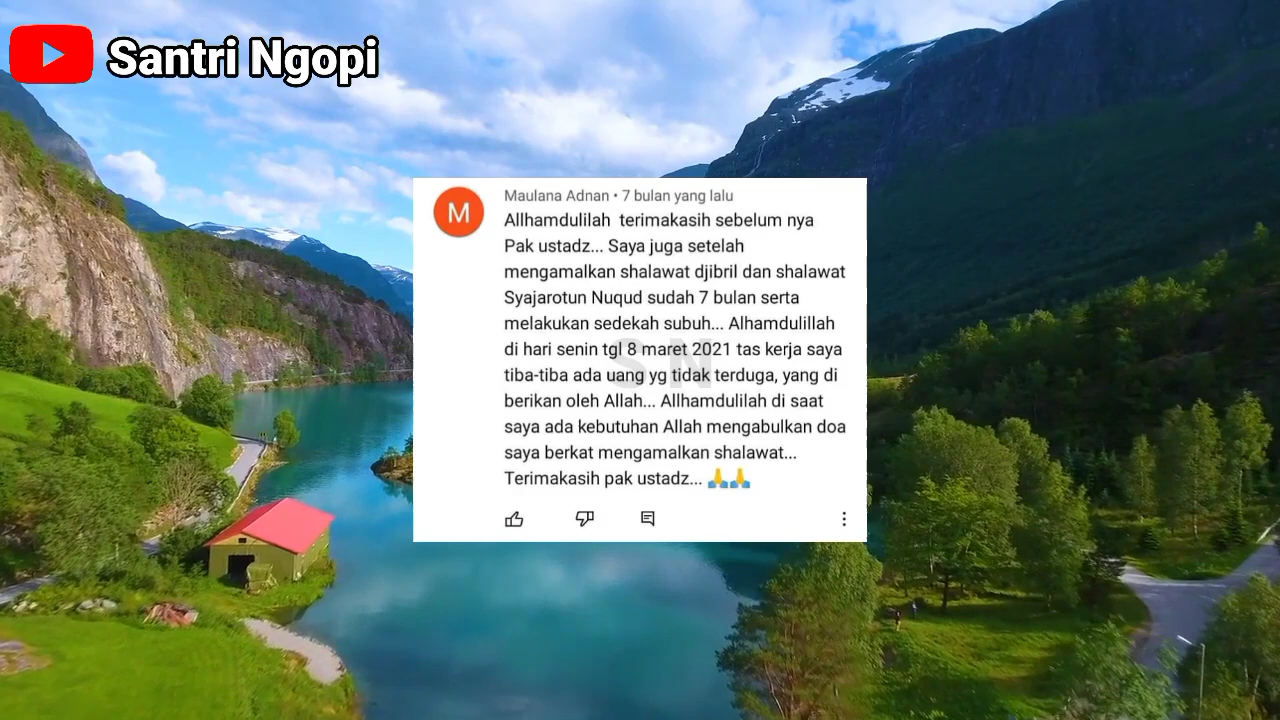 Santri Ngopi
Maulana Adnan • 7 bulan yang lalu
Allhamdulilah terimakasih sebelum nya
Pak ustadz... Saya juga setelah
mengamalkan shalawat djibril dan shalawat
Syajarotun Nuqud sudah 7 bulan serta
melakukan sedekah subuh... Alhamdulillah
di hari senin tgl 8 maret 2021 tas kerja saya
tiba-tiba ada uang yg tidak terduga, yang di
berikan oleh Allah... Allhamdulilah di saat
saya ada kebutuhan Allah mengabulkan doa
saya berkat mengamalkan shalawat...
Terimakasih pak ustadz... 🙏🙏
M
S N